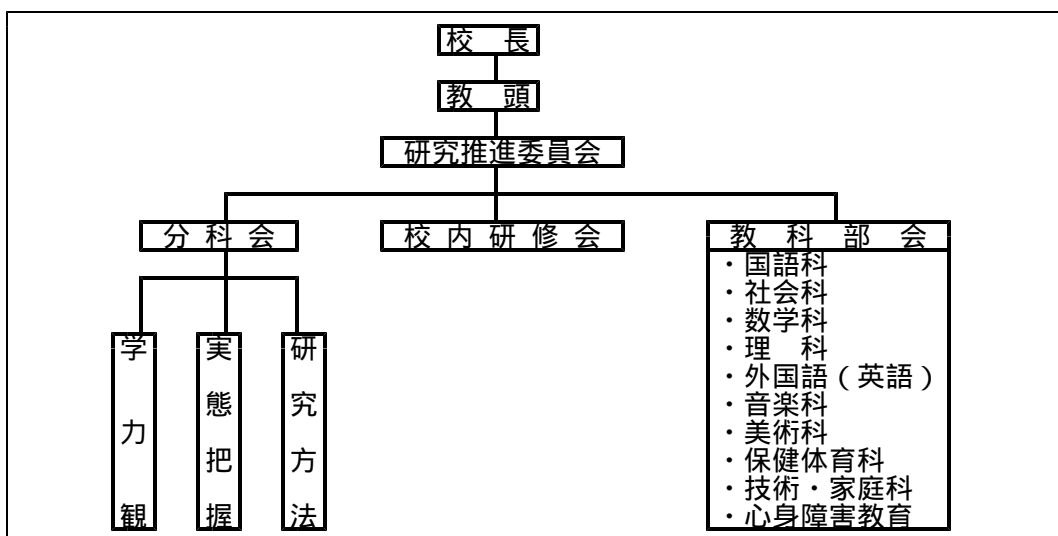 校　長
教　頭
研究推進委員会
分 科 会
校 内 研 修 会
教　科　部　会
・国語科
・社会科
・数学科
・理　科
・外国語（英語）
・音楽科
・美術科
・保健体育科
・技術・家庭科
・心身障害教育
学力観
実態把握
研究方法